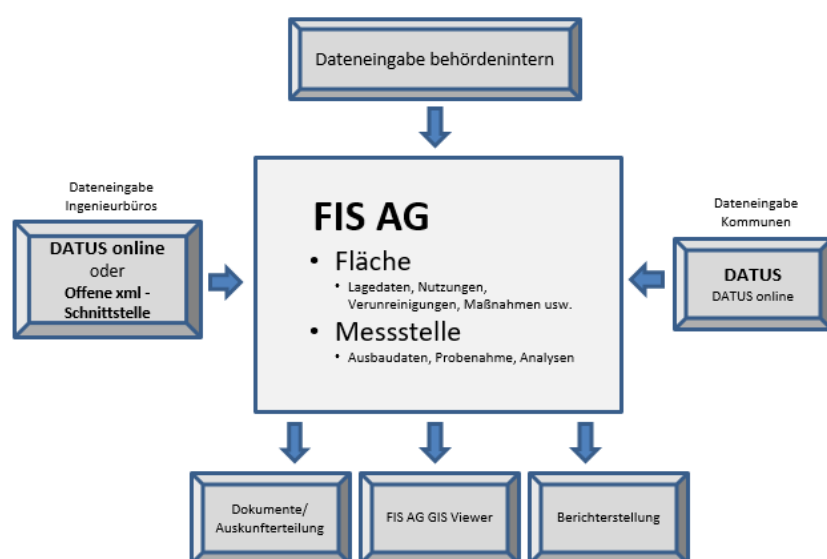 Dateneingabe behördenintern
Dateneingabe
Ingenieurbüros
DATUS online
oder
Offene xml -
Schnittstelle
FIS AG
• Fläche
• Lagedaten, Nutzungen,
Verunreinigungen, Maßnahmen usw.
• Messstelle
• Ausbaudaten, Probenahme, Analysen
Dateneingabe
Kommunen
DATUS
DATUS online
Dokumente/
Auskunfterteilung
FIS AG GIS Viewer
Berichterstellung